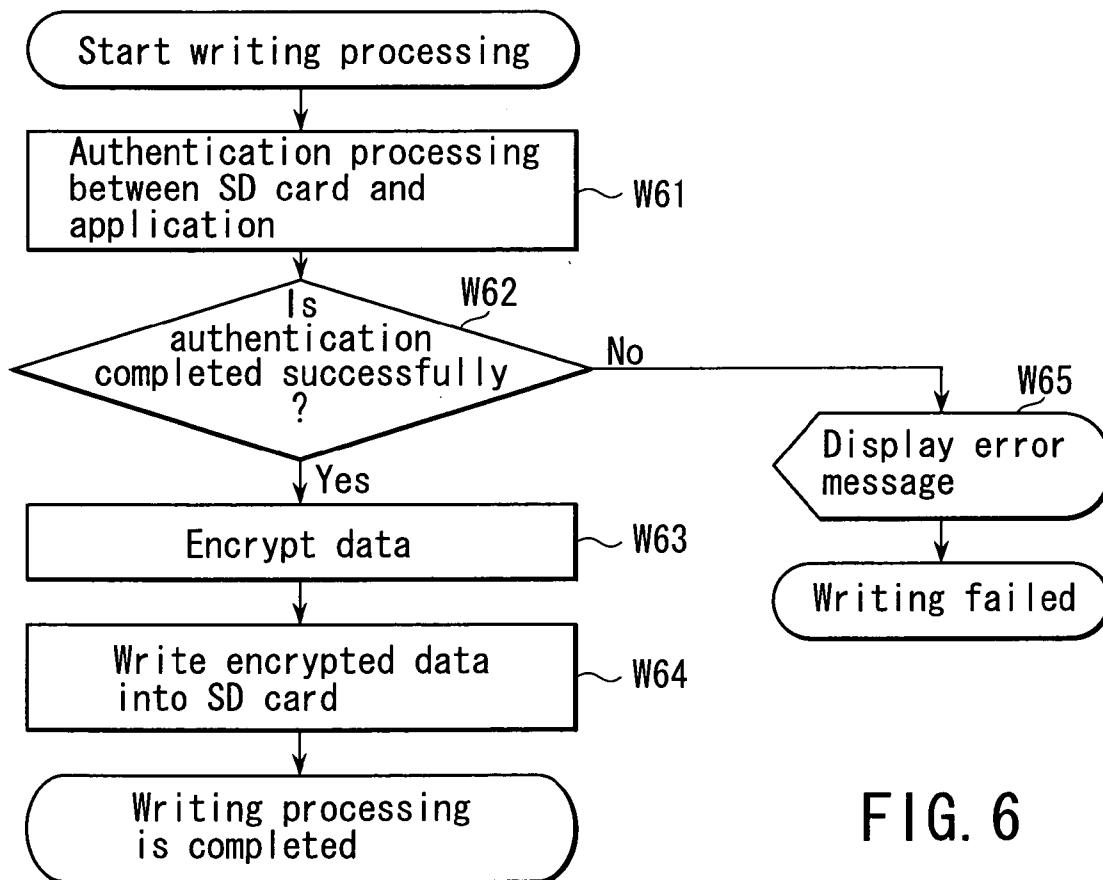 Start writing processing
Authentication processing
between SD card and
application
W61
Is
authentication
completed successfully
?
W62
No
Yes
W65
Display error
message
Encrypt data
W63
Writing failed
Write encrypted data
into SD card
W64
Writing processing
is completed
FIG. 6